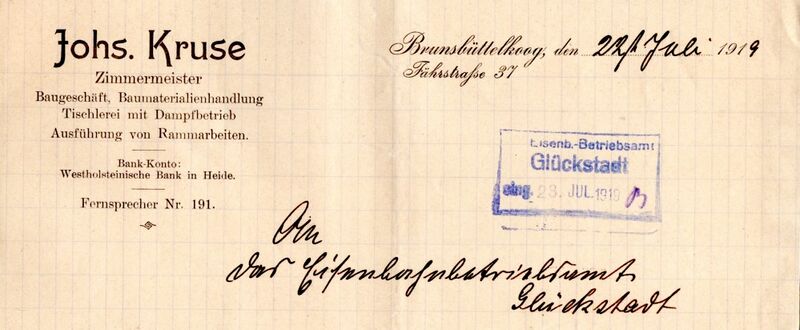 Johs. Kruse
Zimmermeister
Baugeschäft, Baumaterialienhandlung
Tischlerei mit Dampfbetrieb
Ausführung von Rammarbeiten.
Bank-Konto:
Westholsteinische Bank in Heide.
Fernsprecher Nr. 191.
Brunsbüttelkoog, den 22st Juli 1919
Fährstraße 37
Eisenb.-Betriebsamt
Glückstadt
eing. 23. JUL. 1919
An
das Eisenbahnbetriebsamt
Glückstadt